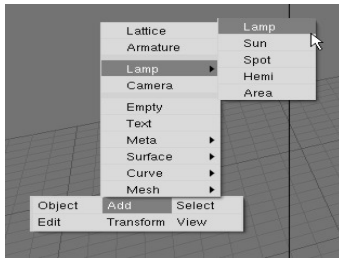 Lattice
Armature
Lamp
Camera
Empty
Text
Meta
Surface
Curve
Mesh
Lamp
Sun
Spot
Hemi
Area
Object Add Select
Edit Transform View